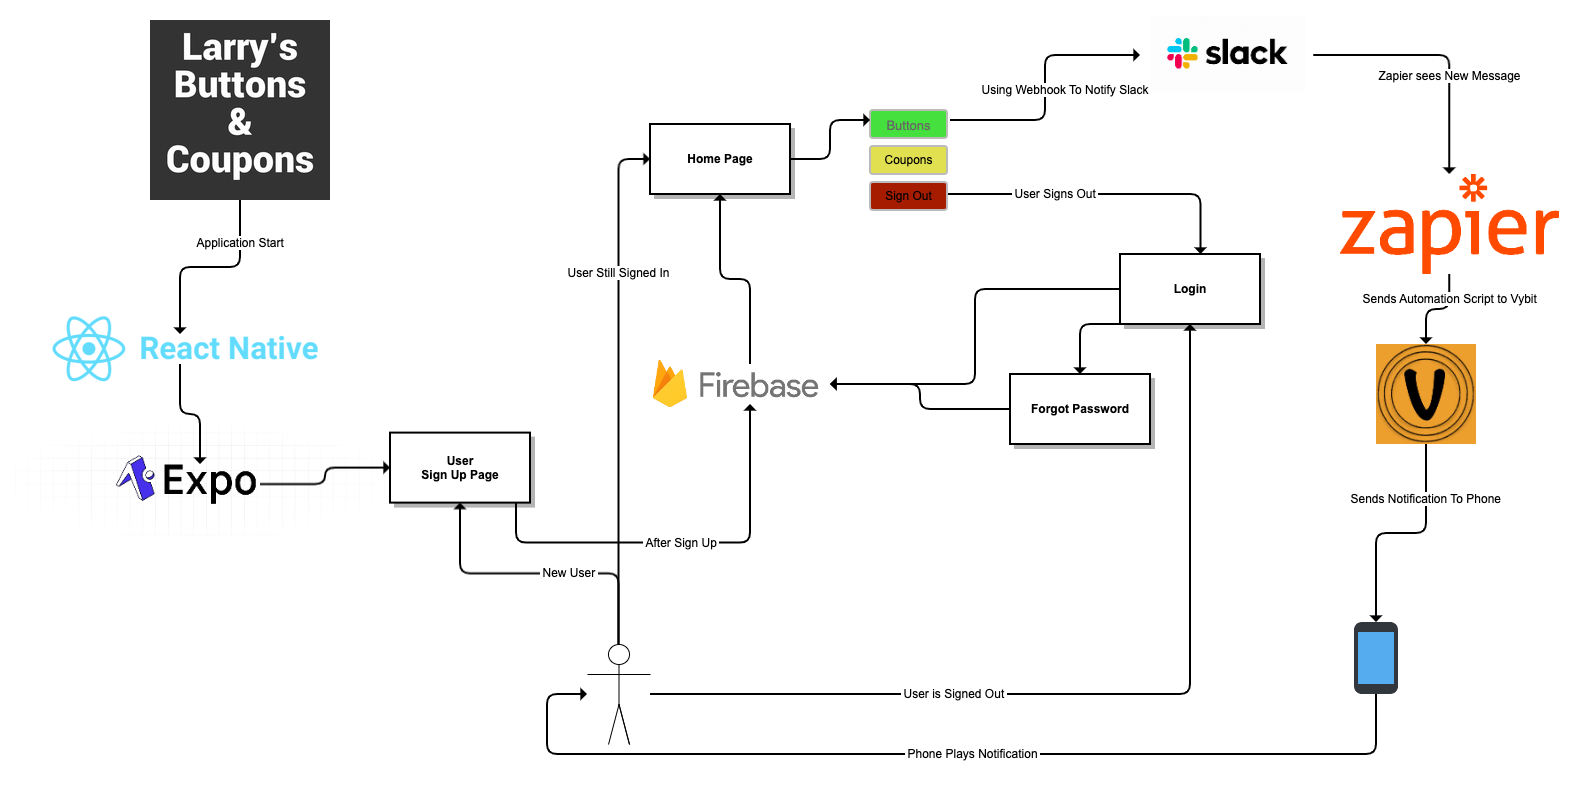 Larry's
Buttons
&
Coupons
Application Start
React Native
Expo
User
Sign Up Page
New User
After Sign Up
User Still Signed In
Home Page
Buttons
Coupons
Sign Out
Using Webhook To Notify Slack
slack
Zapier sees New Message
zapier
User Signs Out
Login
Forgot Password
Firebase
Sends Automation Script to Vybit
V
Sends Notification To Phone
User is Signed Out
Phone Plays Notification